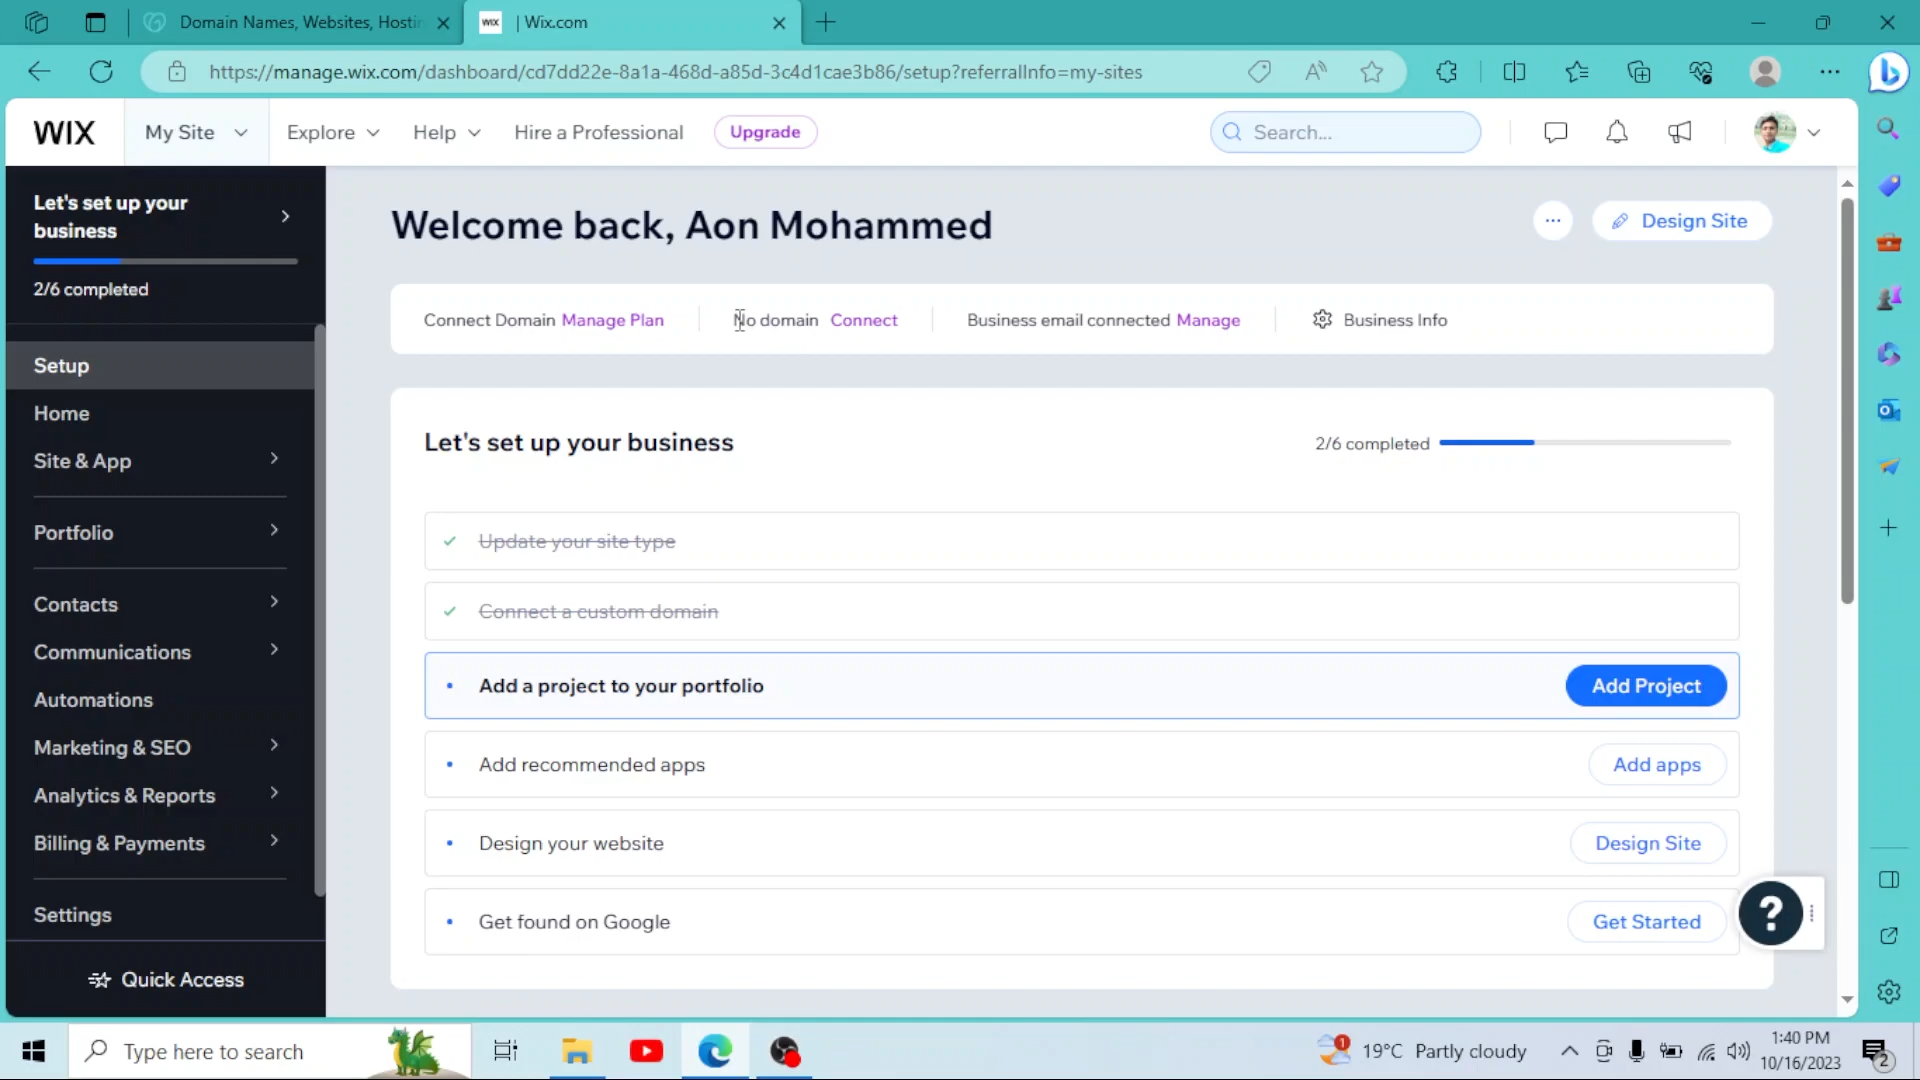 Domain Names, Websites, Hostin
WIX | Wix.com
https://manage.wix.com/dashboard/cd7dd22e-8a1a-468d-a85d-3c4d1cae3b86/setup?referralInfo=my-sites
WIX My Site Explore Help Hire a Professional Upgrade Search...
Let's set up your
business
2/6 completed
Setup
Home
Site & App
Portfolio
Contacts
Communications
Automations
Marketing & SEO
Analytics & Reports
Billing & Payments
Settings
Quick Access
Welcome back, Aon Mohammed
Design Site
Connect Domain Manage Plan No domain Connect Business email connected Manage Business Info
Let's set up your business 2/6 completed
Update your site type
Connect a custom domain
Add a project to your portfolio Add Project
Add recommended apps Add apps
Design your website Design Site
Get found on Google Get Started
?
Type here to search
1
19°C Partly cloudy
1:40 PM
10/16/2023
2